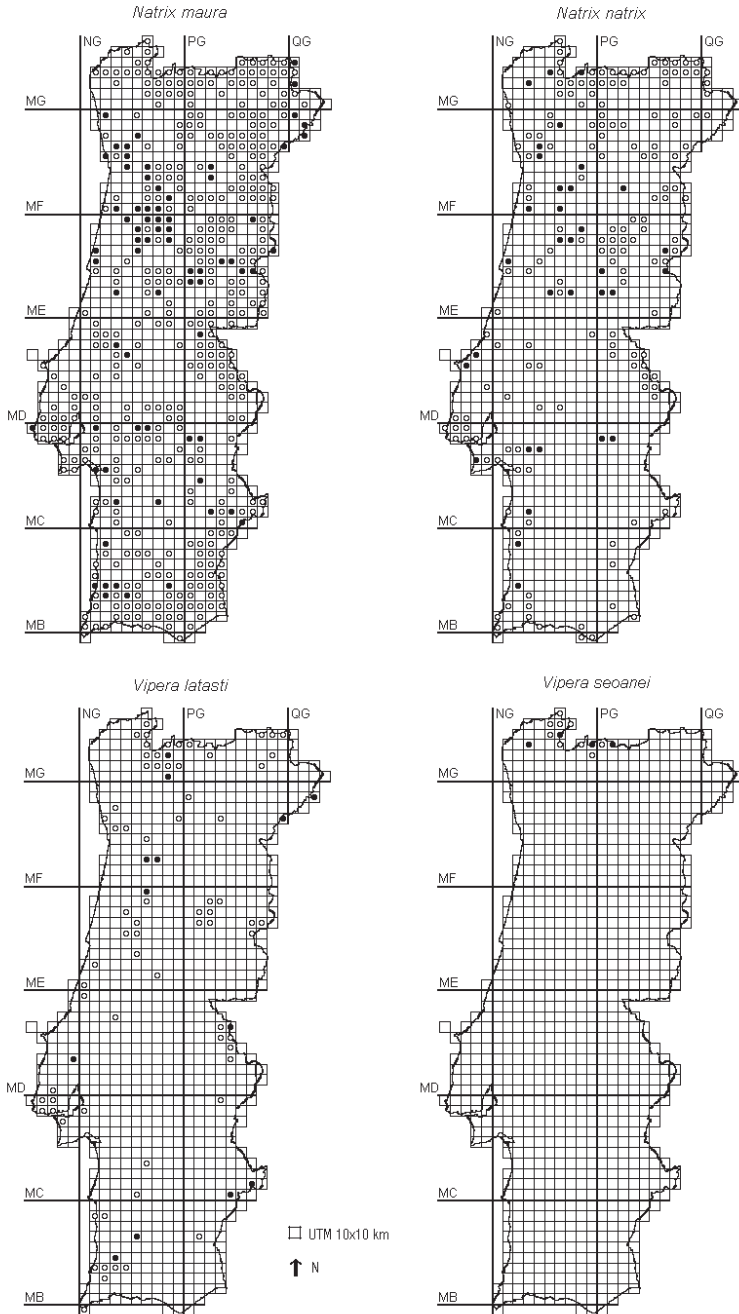 Natrix maura
Natrix natrix
NG PG QG
NG PG QG
MG
MG
MF
MF
ME
ME
MD
MD
MC
MC
MB
MB
Vipera latasti
Vipera seoanei
NG PG QG
NG PG QG
MG
MG
MF
MF
ME
ME
MD
MD
MC
MC
UTM 10x10 km
N
MB
MB